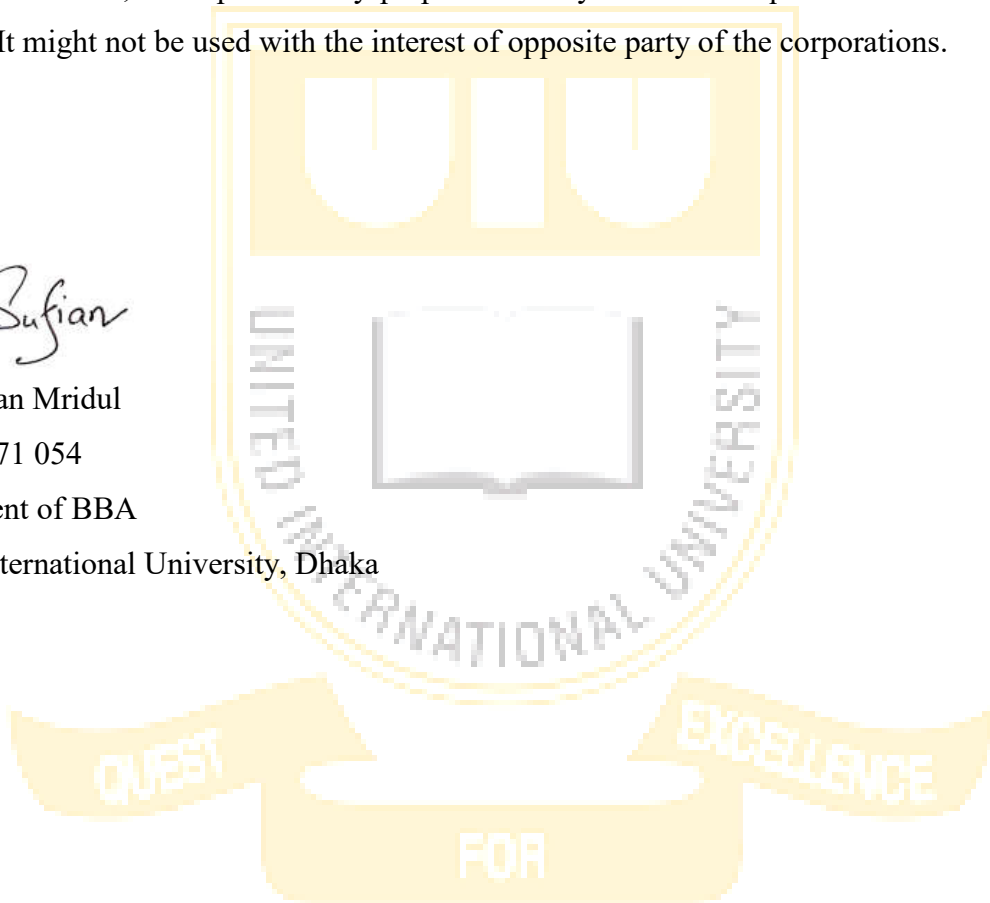 It might not be used with the interest of opposite party of the corporations.
UIU
Sufian
an Mridul
71 054
ent of BBA
ternational University, Dhaka
UNITED INTERNATIONAL UNIVERSITY
QUEST FOR EXCELLENCE